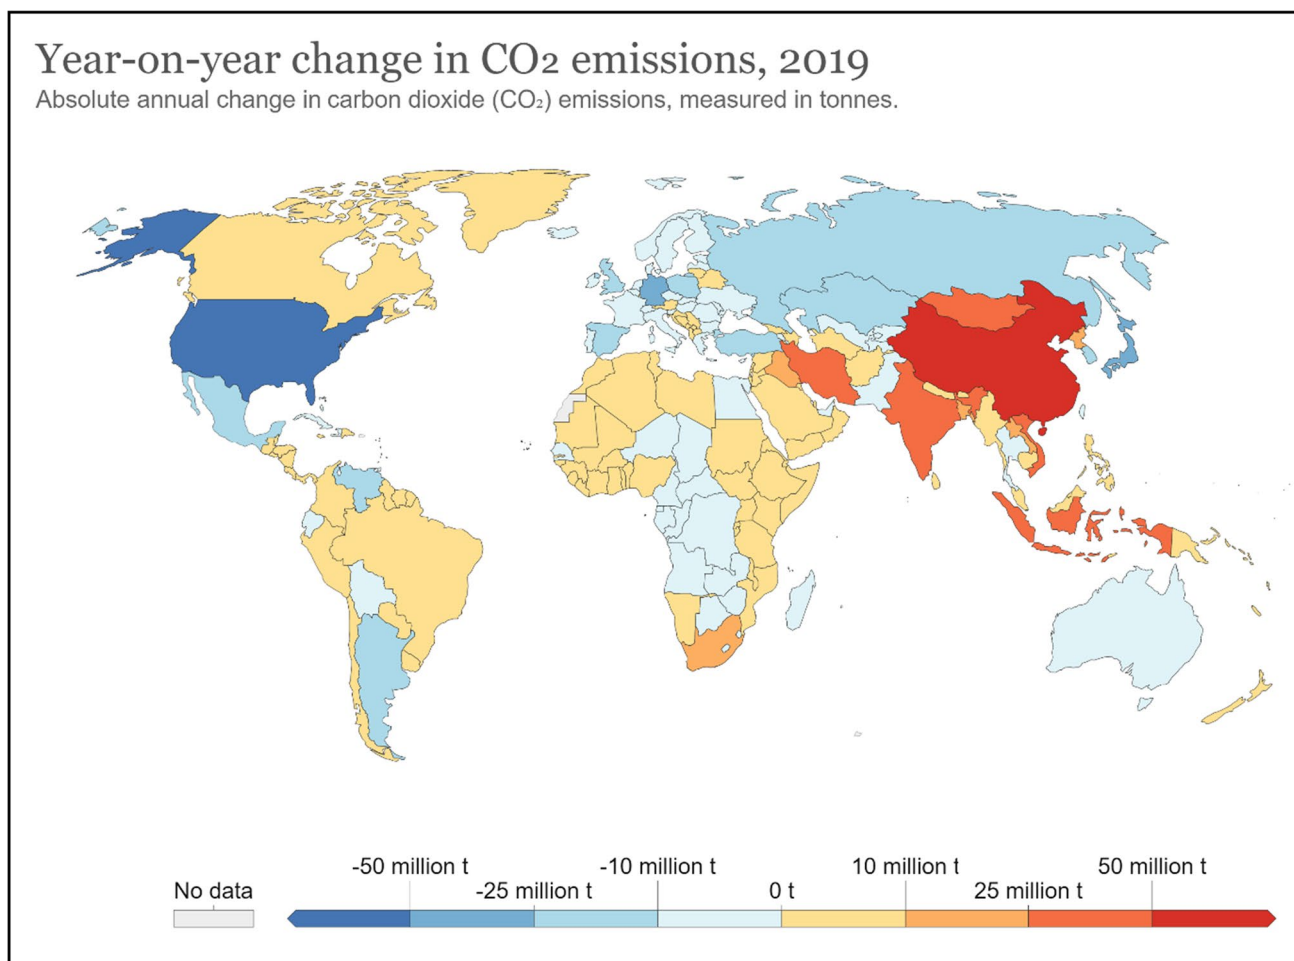 Year-on-year change in CO₂ emissions, 2019
Absolute annual change in carbon dioxide (CO₂) emissions, measured in tonnes.
-50 million t
-10 million t
10 million t
50 million t
No data
-25 million t
0 t
25 million t